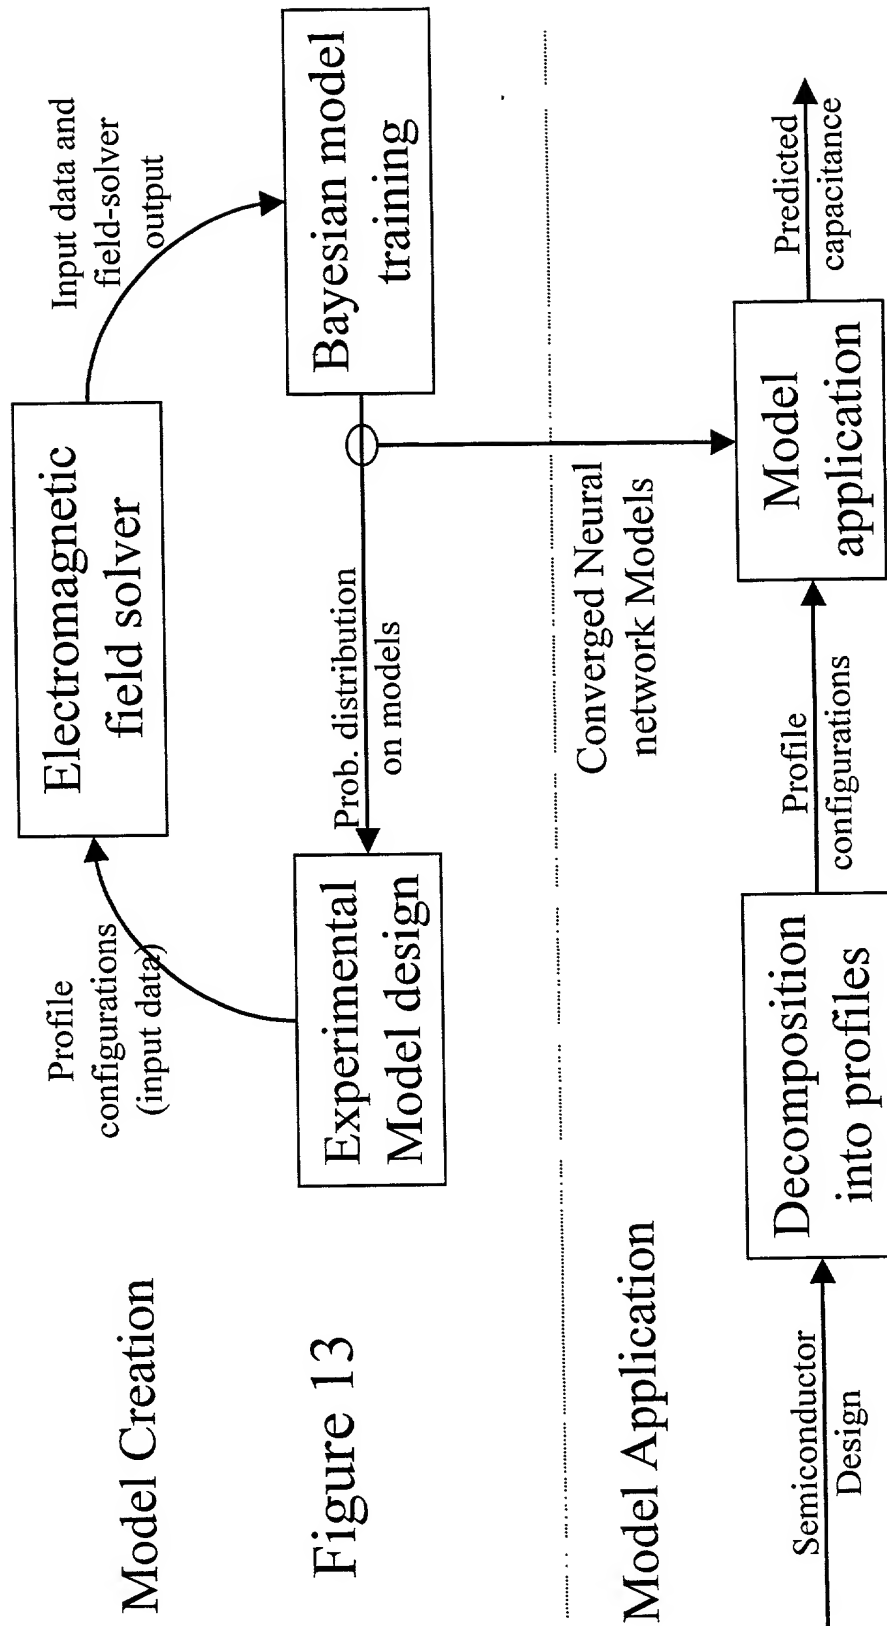 Model Creation
Figure 13
Profile
configurations
(input data)
Electromagnetic
field solver
Input data and
field-solver
output
Experimental
Model design
Prob. distribution
on models
Bayesian model
training
Converged Neural
network Models
Model Application
Semiconductor
Design
Decomposition
into profiles
Profile
configurations
Model
application
Predicted
capacitance